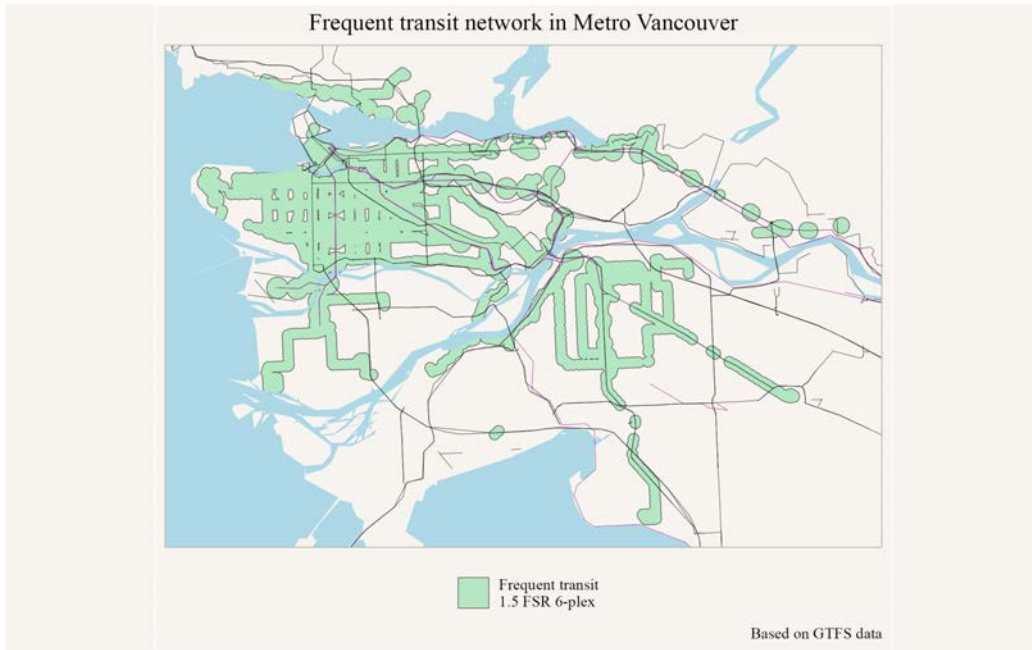 Frequent transit network in Metro Vancouver
Frequent transit
1.5 FSR 6-plex
Based on GTFS data